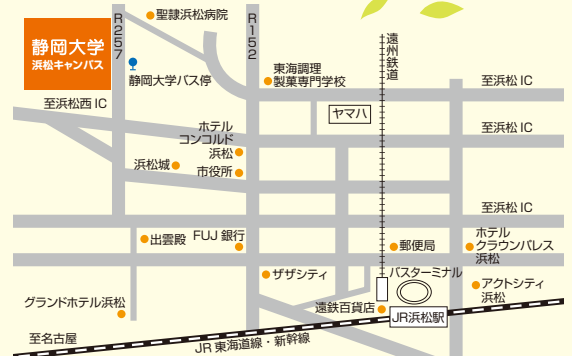 静岡大学
浜松キャンパス
R257
聖隷浜松病院
R152
遠州鉄道
静岡大学バス停
東海調理
製菓専門学校
至浜松IC
至浜松西IC
ヤマハ
ホテル
コンコルド
浜松
至浜松IC
浜松城
市役所
至浜松IC
出雲殿
FUJ銀行
郵便局
ホテル
クラウンパレス
浜松
ザザシティ
バスターミナル
アクトシティ
浜松
グランドホテル浜松
遠鉄百貨店
JR浜松駅
至名古屋
JR東海道線・新幹線